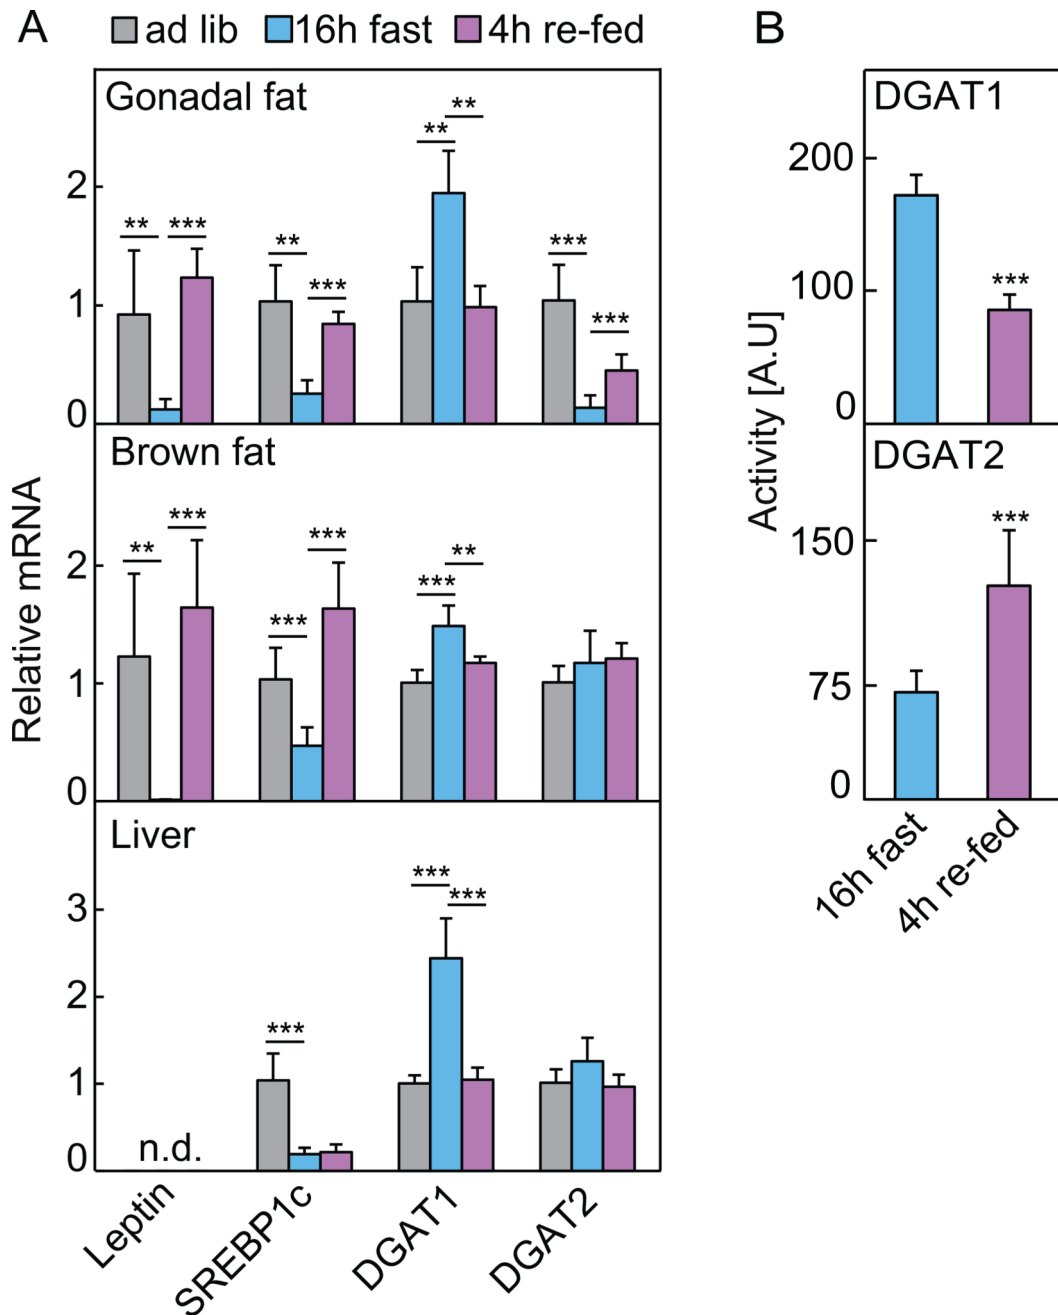 A
ad lib 16h fast 4h re-fed
Relative mRNA
Gonadal fat
2
1
0
** *** ** *** ** ** *** ***
Brown fat
2
1
0
** *** *** *** *** **
Liver
3
2
1
0
n.d.
*** *** ***
Leptin SREBP1c DGAT1 DGAT2
B
Activity [A.U]
DGAT1
200
100
0
***
DGAT2
150
75
0
***
16h fast 4h re-fed